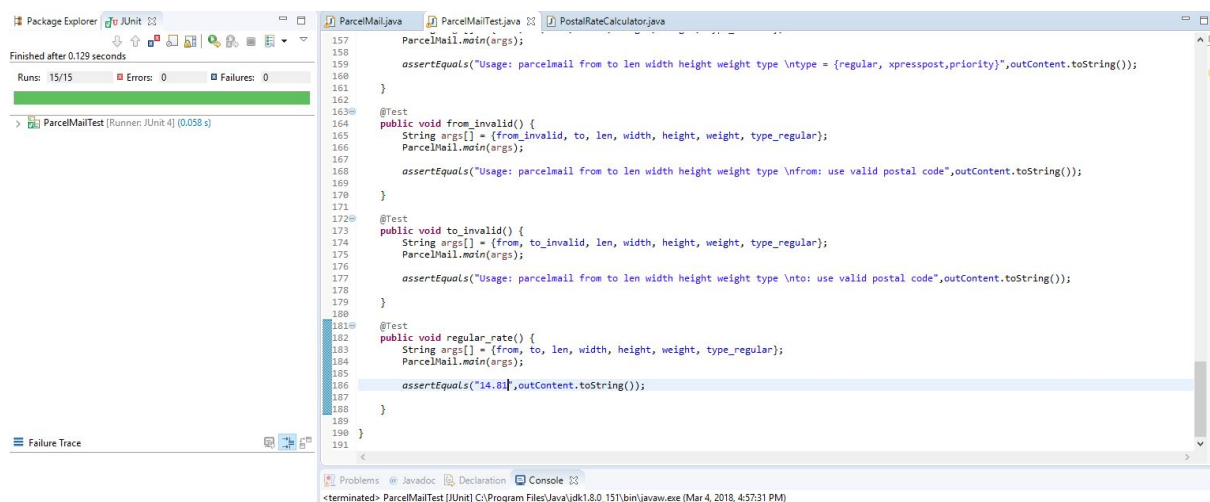 Package Explorer JUnit
Finished after 0.129 seconds
Runs: 15/15 Errors: 0 Failures: 0
ParcelMailTest [Runner: JUnit 4] (0.058 s)
Failure Trace
ParcelMail.java ParcelMailTest.java PostalRateCalculator.java
157 ParcelMail.main(args);
158
159 assertEquals("Usage: parcelmail from to len width height weight type \ntype = {regular, xpresspost,priority}",outContent.toString());
160
161 }
162
163 @Test
164 public void from_invalid() {
165 String args[] = {from_invalid, to, len, width, height, weight, type_regular};
166 ParcelMail.main(args);
167
168 assertEquals("Usage: parcelmail from to len width height weight type \nfrom: use valid postal code",outContent.toString());
169
170 }
171
172 @Test
173 public void to_invalid() {
174 String args[] = {from, to_invalid, len, width, height, weight, type_regular};
175 ParcelMail.main(args);
176
177 assertEquals("Usage: parcelmail from to len width height weight type \nto: use valid postal code",outContent.toString());
178
179 }
180
181 @Test
182 public void regular_rate() {
183 String args[] = {from, to, len, width, height, weight, type_regular};
184 ParcelMail.main(args);
185
186 assertEquals("14.81",outContent.toString());
187
188 }
189
190 }
191
Problems Javadoc Declaration Console
<terminated> ParcelMailTest [JUnit] C:\Program Files\Java\jdk1.8.0_151\bin\javaw.exe (Mar 4, 2018, 4:57:31 PM)